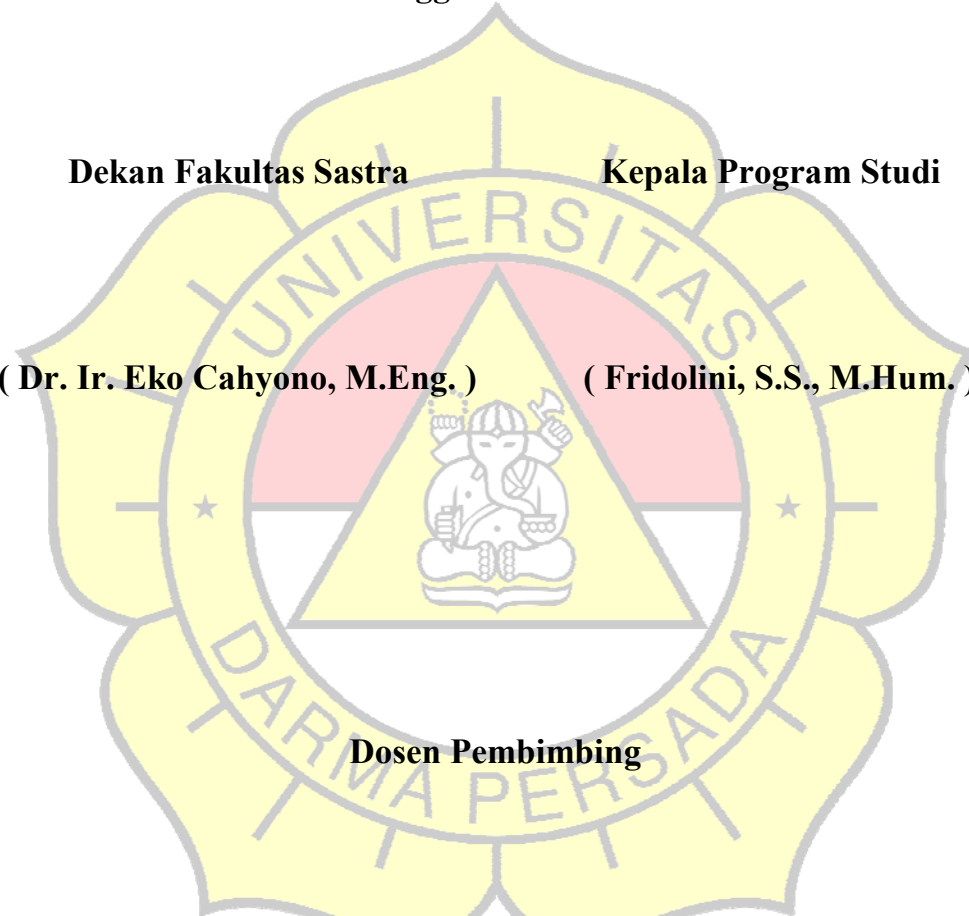 Dekan Fakultas Sastra Kepala Program Studi
UNIVERSITAS
( Dr. Ir. Eko Cahyono, M.Eng. ) ( Fridolini, S.S., M.Hum. )
DARMA PERSADA
Dosen Pembimbing